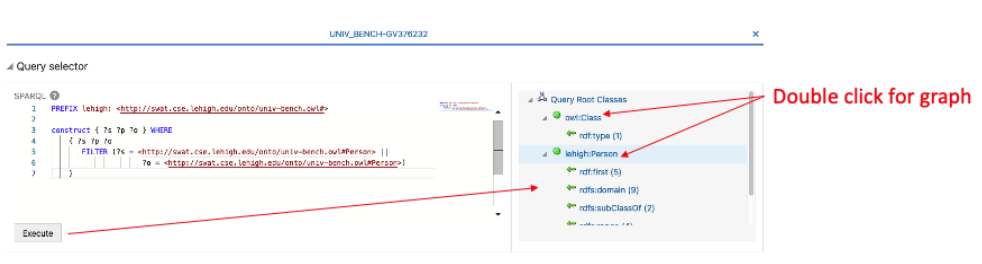 UNIV_BENCH-GV376232
Query selector
SPARQL
1 PREFIX lehigh: <http://swat.cse.lehigh.edu/onto/univ-bench.owl#>
2
3 construct { ?s ?p ?o } WHERE
4 { ?s ?p ?o
5 FILTER (?s = <http://swat.cse.lehigh.edu/onto/univ-bench.owl#Person> ||
6 ?o = <http://swat.cse.lehigh.edu/onto/univ-bench.owl#Person>)
7 }
Execute
Query Root Classes
owl:Class
rdf:type (1)
lehigh:Person
rdf:first (5)
rdfs:domain (9)
rdfs:subClassOf (2)
rdfs:range (4)
Double click for graph